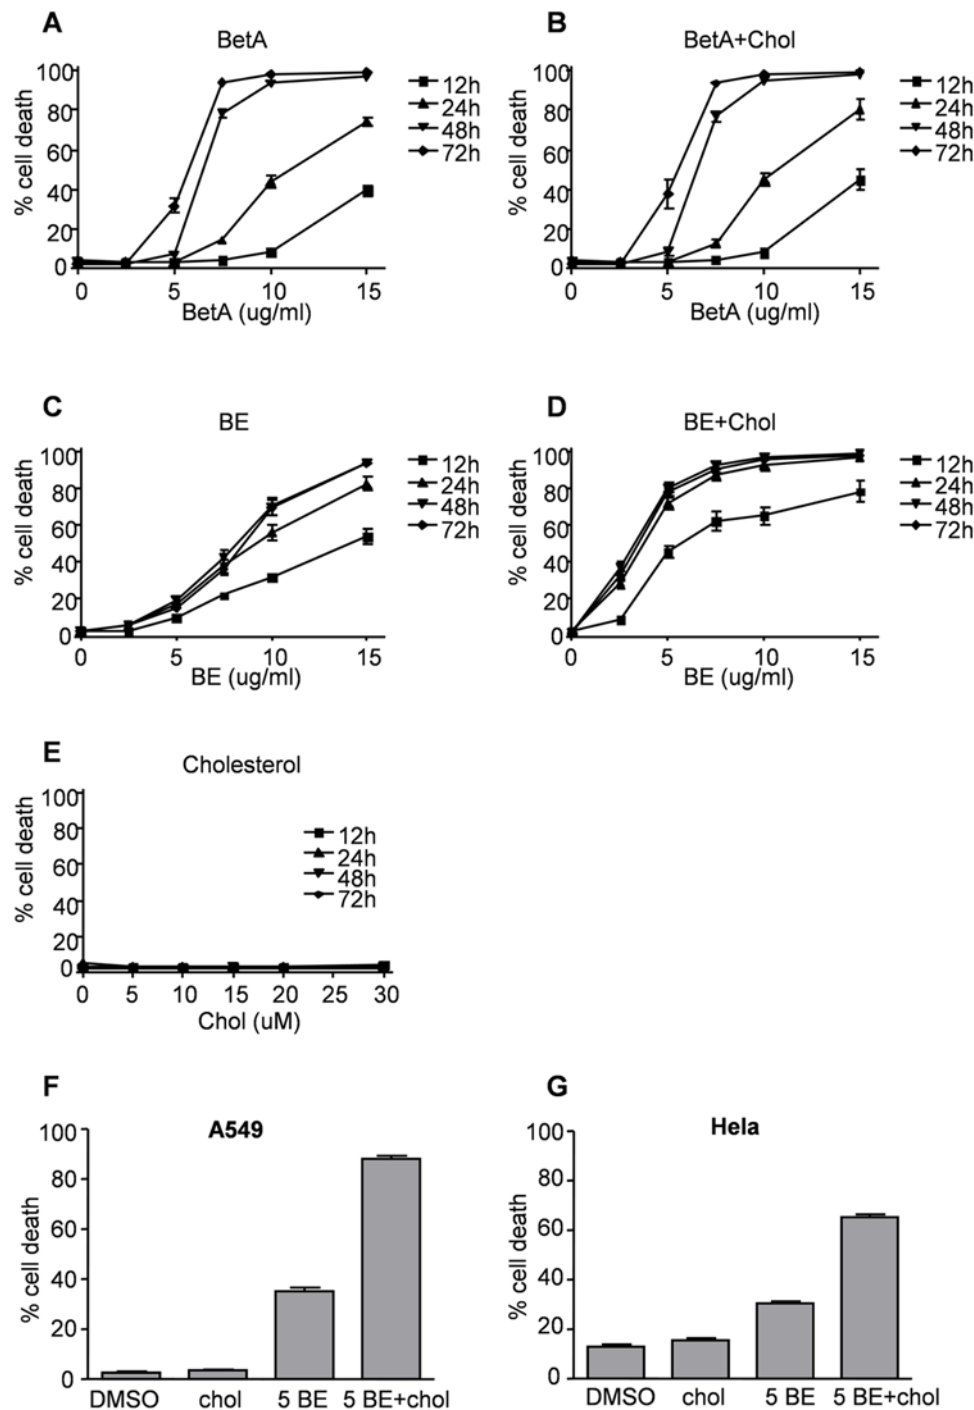 A
BetA
% cell death
100
80
60
40
20
0
0 5 10 15
BetA (ug/ml)
12h
24h
48h
72h
B
BetA+Chol
% cell death
100
80
60
40
20
0
0 5 10 15
BetA (ug/ml)
12h
24h
48h
72h
C
BE
% cell death
100
80
60
40
20
0
0 5 10 15
BE (ug/ml)
12h
24h
48h
72h
D
BE+Chol
% cell death
100
80
60
40
20
0
0 5 10 15
BE (ug/ml)
12h
24h
48h
72h
E
Cholesterol
% cell death
100
80
60
40
20
0
0 5 10 15 20 25 30
Chol (uM)
12h
24h
48h
72h
F
A549
% cell death
100
80
60
40
20
0
DMSO chol 5 BE 5 BE+chol
G
Hela
% cell death
100
80
60
40
20
0
DMSO chol 5 BE 5 BE+chol